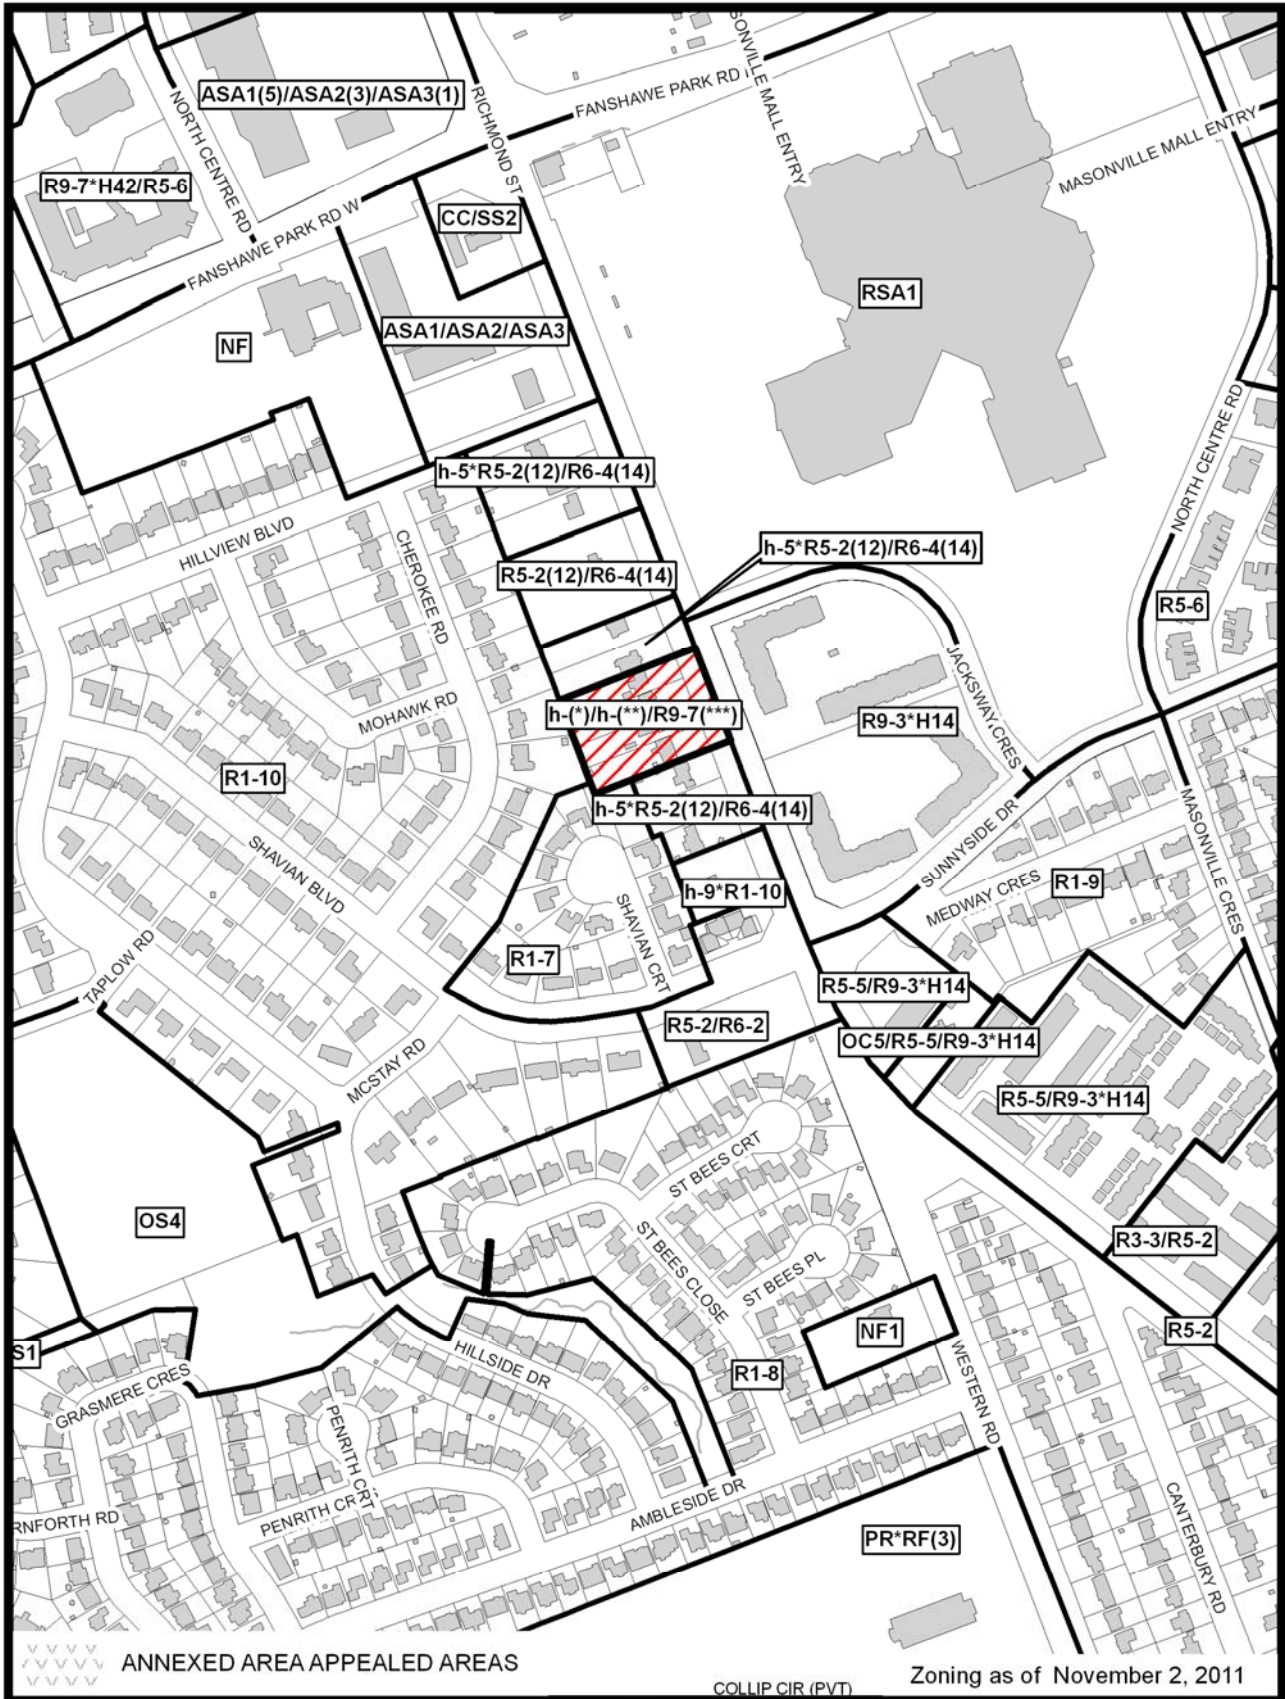 SONVILLE MALL ENTRY
ASA1(5)/ASA2(3)/ASA3(1)
RICHMOND ST
FANSHAWE PARK RD
NORTH CENTRE RD
MASONVILLE MALL ENTRY
R9-7*H42/R5-6
CC/SS2
FANSHAWE PARK RD W
RSA1
ASA1/ASA2/ASA3
NF
NORTH CENTRE RD
h-5*R5-2(12)/R6-4(14)
HILLVIEW BLVD
CHEROKEE RD
h-5*R5-2(12)/R6-4(14)
R5-2(12)/R6-4(14)
R5-6
JACKSWAY CRES
MOHAWK RD
h-(*)/h-(**)/R9-7(***)
R9-3*H14
R1-10
h-5*R5-2(12)/R6-4(14)
SUNNYSIDE DR
MASONVILLE CRES
SHAVIAN BLVD
h-9*R1-10
MEDWAY CRES
R1-9
SHAVIAN CRT
R1-7
TAPLOW RD
R5-5/R9-3*H14
R5-2/R6-2
OC5/R5-5/R9-3*H14
MCSTAY RD
R5-5/R9-3*H14
ST BEES CRT
OS4
R3-3/R5-2
ST BEES CLOSE
ST BEES PL
R5-2
NF1
S1
HILLSIDE DR
R1-8
WESTERN RD
GRASMERE CRES
PENRITH CRT
PENRITH CR
RNFORTH RD
AMBLESIDE DR
CANTERBURY RD
PR*RF(3)
ANNEXED AREA APPEALED AREAS
Zoning as of November 2, 2011
COLLIP CIR (PVT)